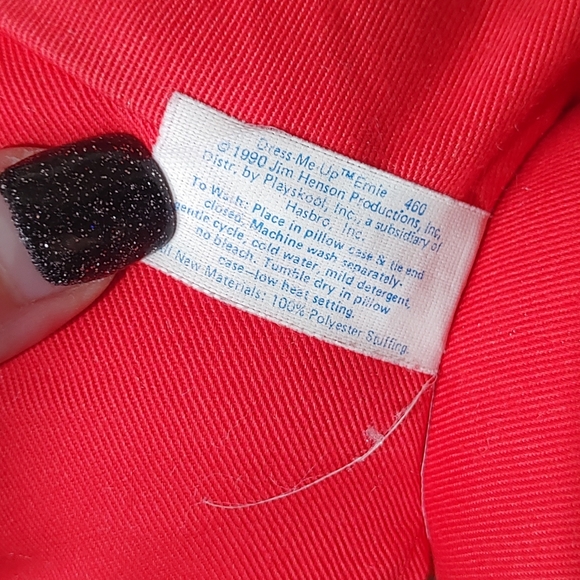 Dress-Me-Up™ Ernie 460
©1990 Jim Henson Productions, Inc.
Distr. by Playskool, Inc., a subsidiary of
Hasbro, Inc.
To Wash: Place in pillow case & tie end
closed. Machine wash separately.
gentle cycle, cold water, mild detergent,
no bleach. Tumble dry in pillow
case-low heat setting.
New Materials: 100% Polyester Stuffing.